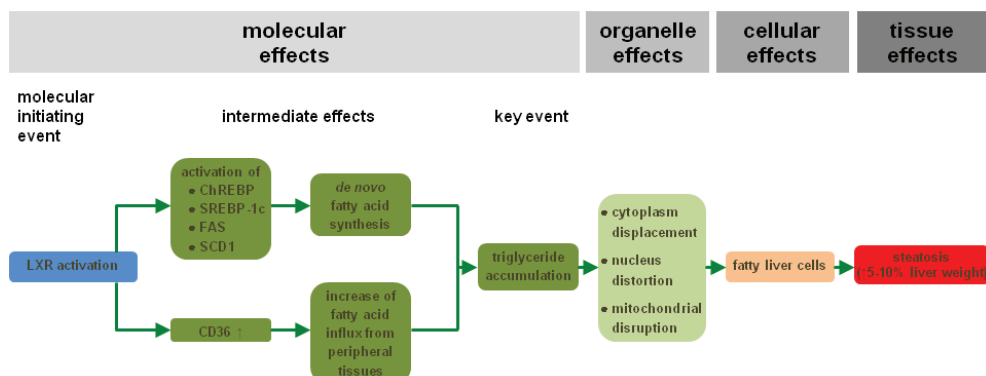 molecular
effects
organelle
effects
cellular
effects
tissue
effects
molecular
initiating
event
intermediate effects
key event
activation of
• ChREBP
• SREBP-1c
• FAS
• SCD1
de novo
fatty acid
synthesis
LXR activation
CD36 ↑
increase of
fatty acid
influx from
peripheral
tissues
triglyceride
accumulation
• cytoplasm
displacement
• nucleus
distortion
• mitochondrial
disruption
fatty liver cells
steatosis
5-10% liver weight)